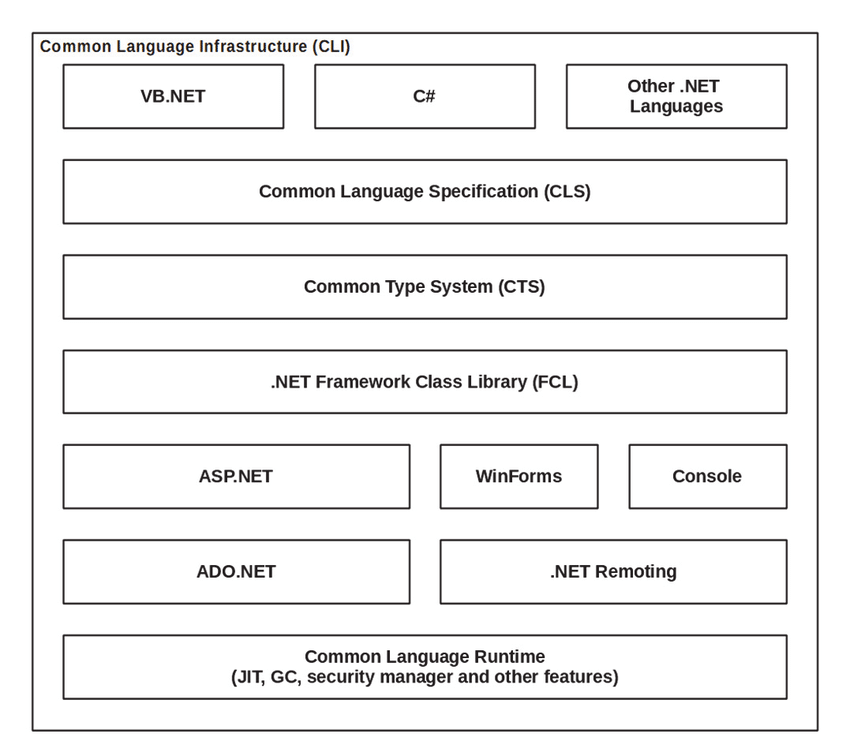 Common Language Infrastructure (CLI)
VB.NET
C#
Other .NET
Languages
Common Language Specification (CLS)
Common Type System (CTS)
.NET Framework Class Library (FCL)
ASP.NET
WinForms
Console
ADO.NET
.NET Remoting
Common Language Runtime
(JIT, GC, security manager and other features)